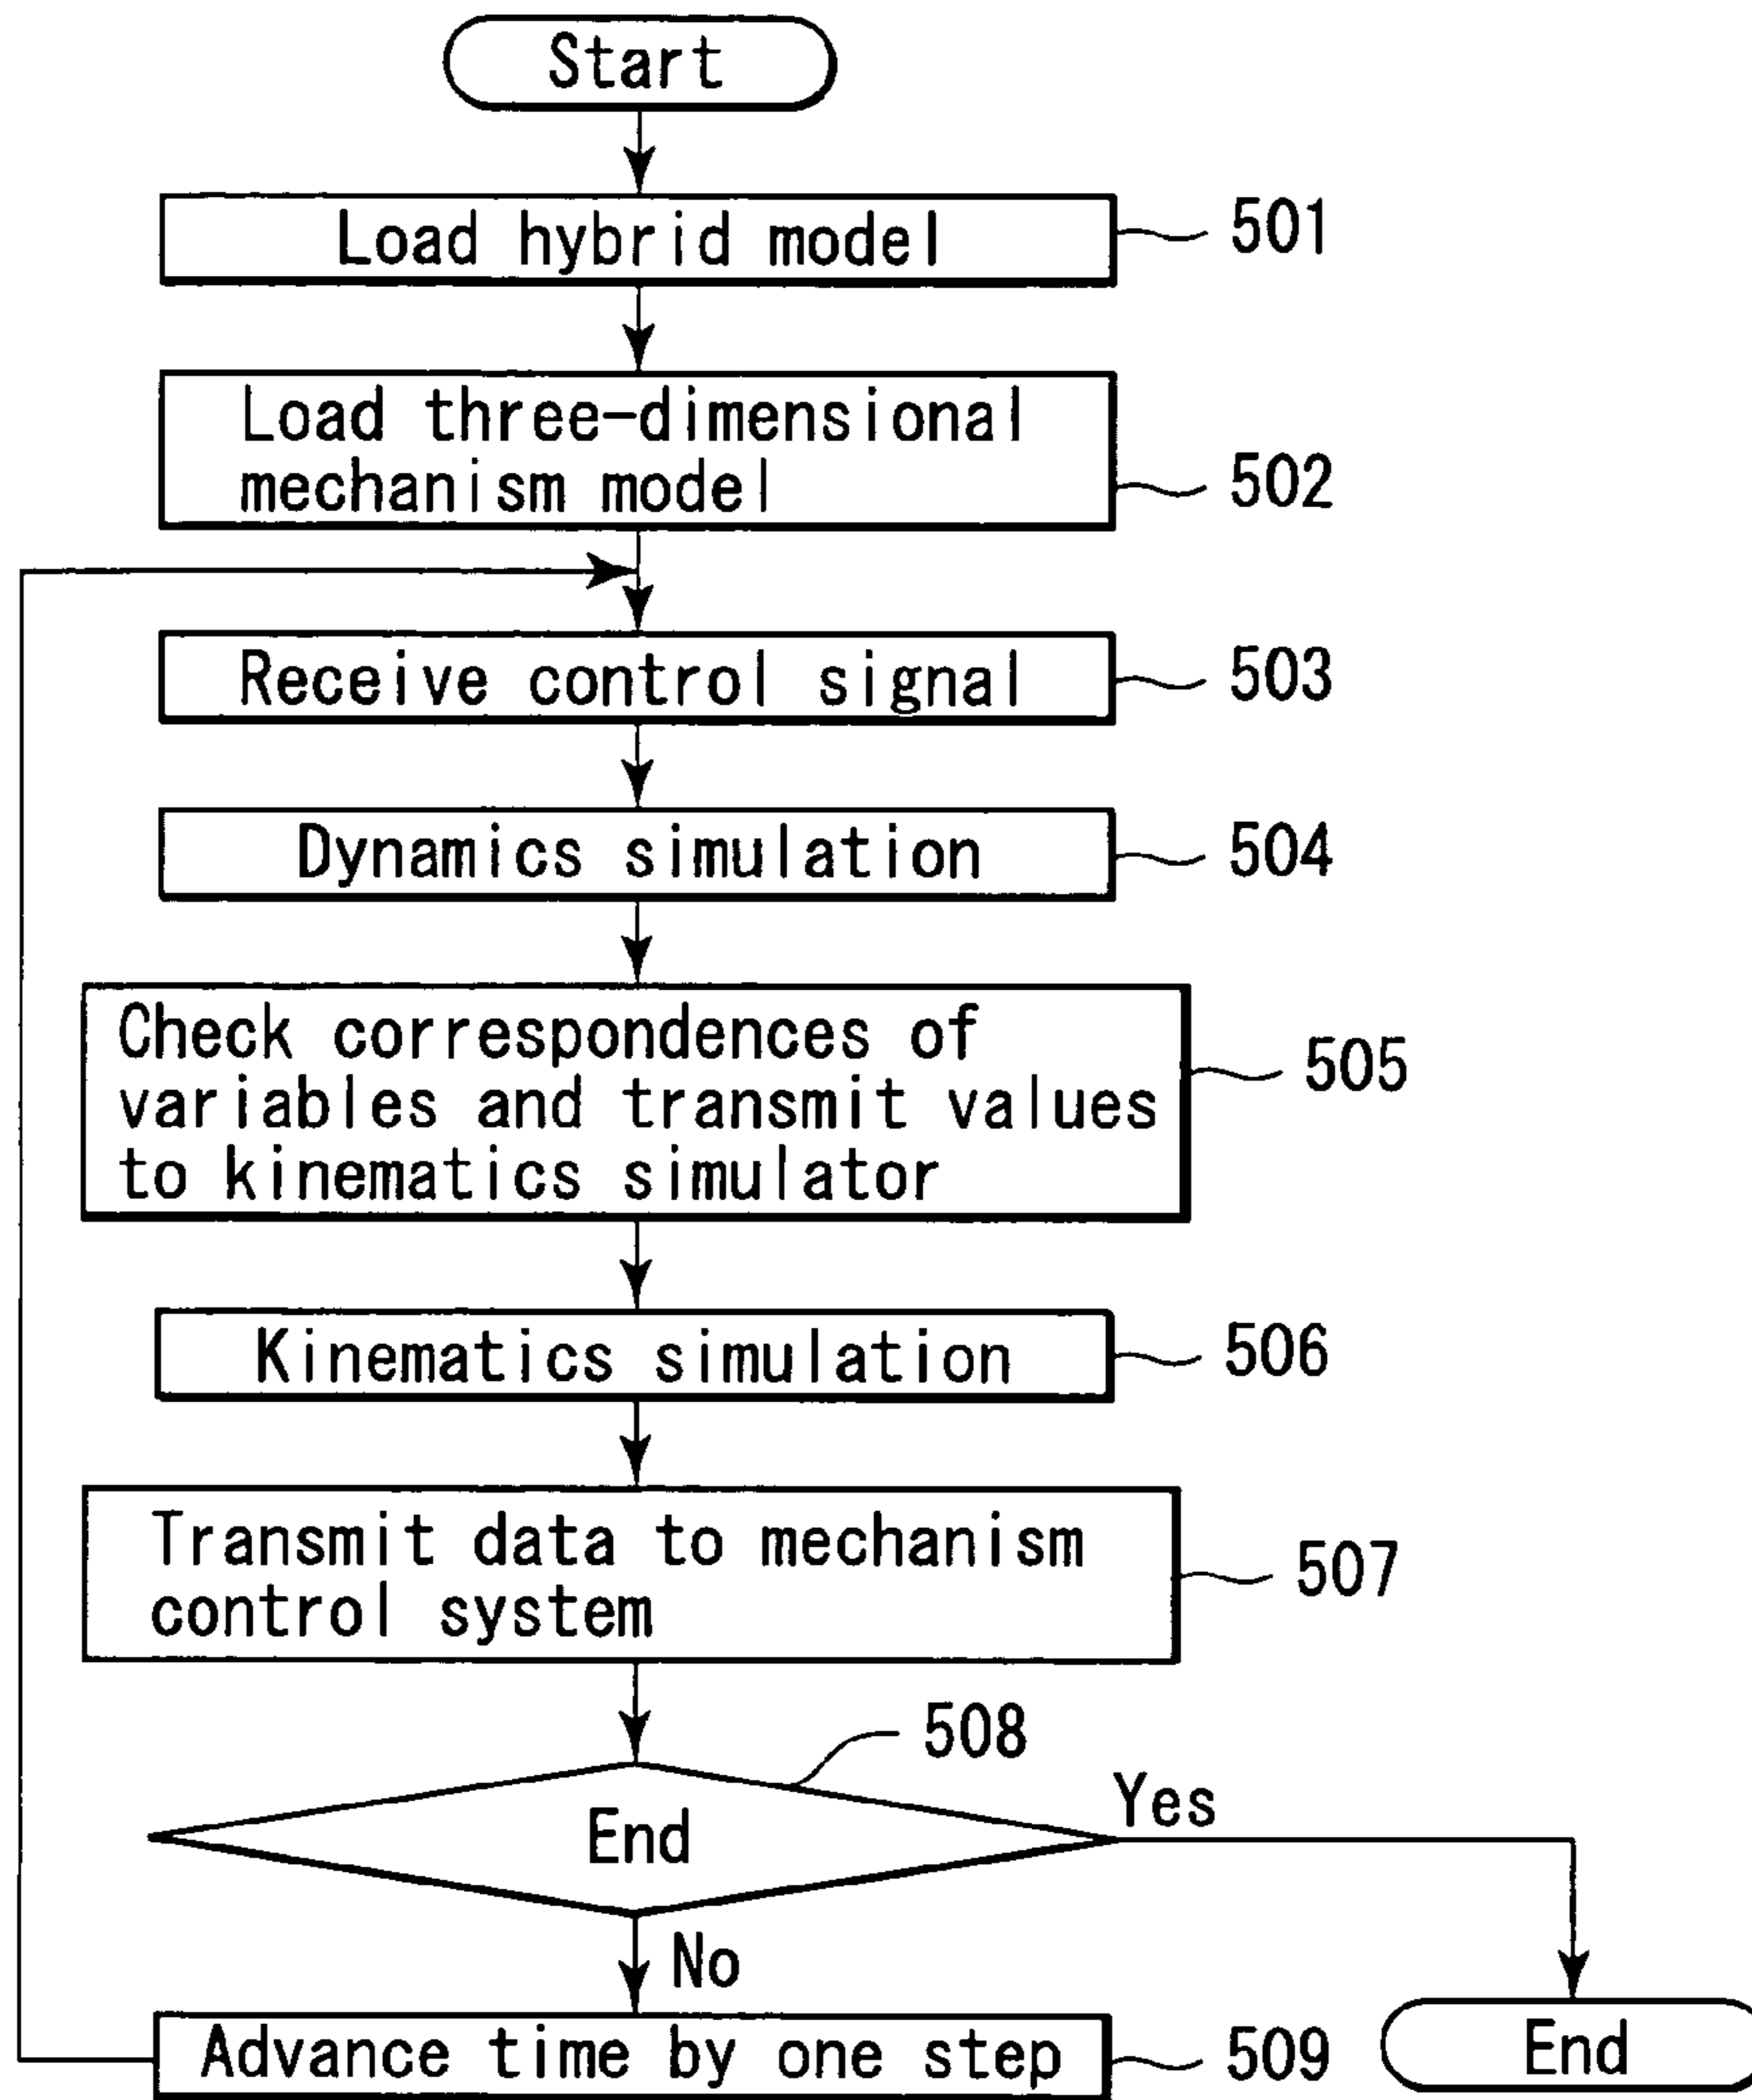 Start
Load hybrid model
501
Load three-dimensional
mechanism model
502
Receive control signal
503
Dynamics simulation
504
Check correspondences of
variables and transmit values
to kinematics simulator
505
Kinematics simulation
506
Transmit data to mechanism
control system
507
508
End
Yes
No
Advance time by one step
509
End